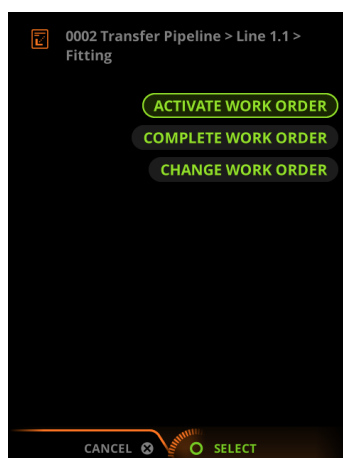 0002 Transfer Pipeline > Line 1.1 >
Fitting
ACTIVATE WORK ORDER
COMPLETE WORK ORDER
CHANGE WORK ORDER
CANCEL
SELECT